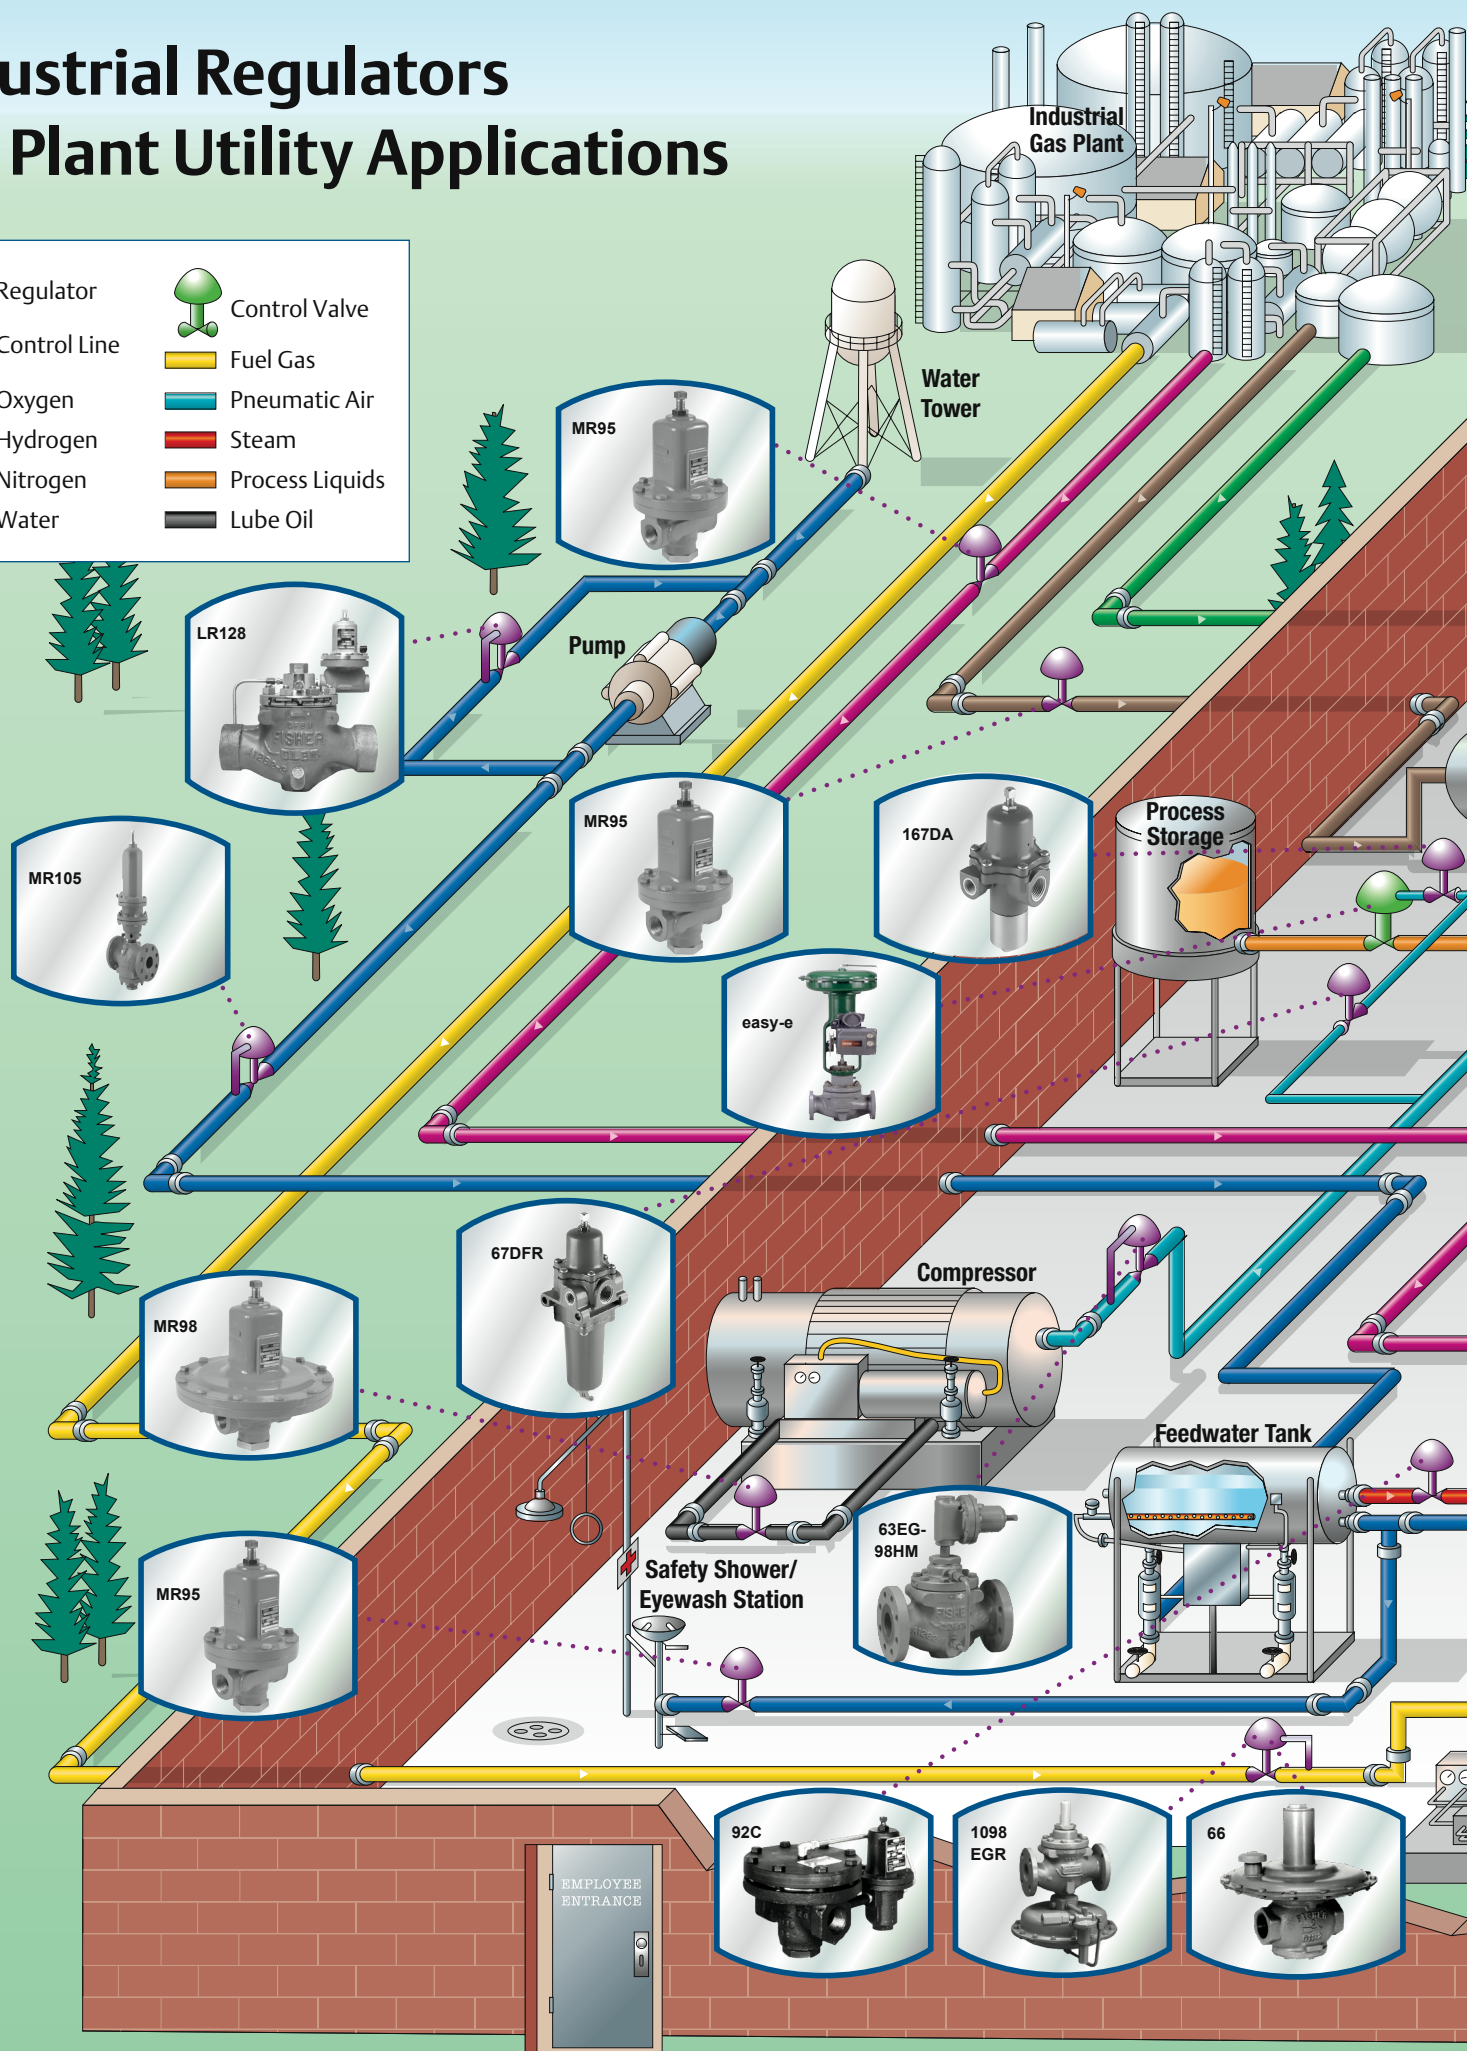 ustrial Regulators
Plant Utility Applications
Industrial
Gas Plant
Regulator
Control Valve
Control Line
Fuel Gas
Oxygen
Pneumatic Air
Hydrogen
Steam
Nitrogen
Process Liquids
Water
Lube Oil
Water
Tower
MR95
LR128
Pump
MR95
167DA
Process
Storage
MR105
easy-e
67DFR
Compressor
MR98
Feedwater Tank
63EG-
98HM
Safety Shower/
Eyewash Station
MR95
92C
1098
EGR
66
EMPLOYEE
ENTRANCE
FISHER